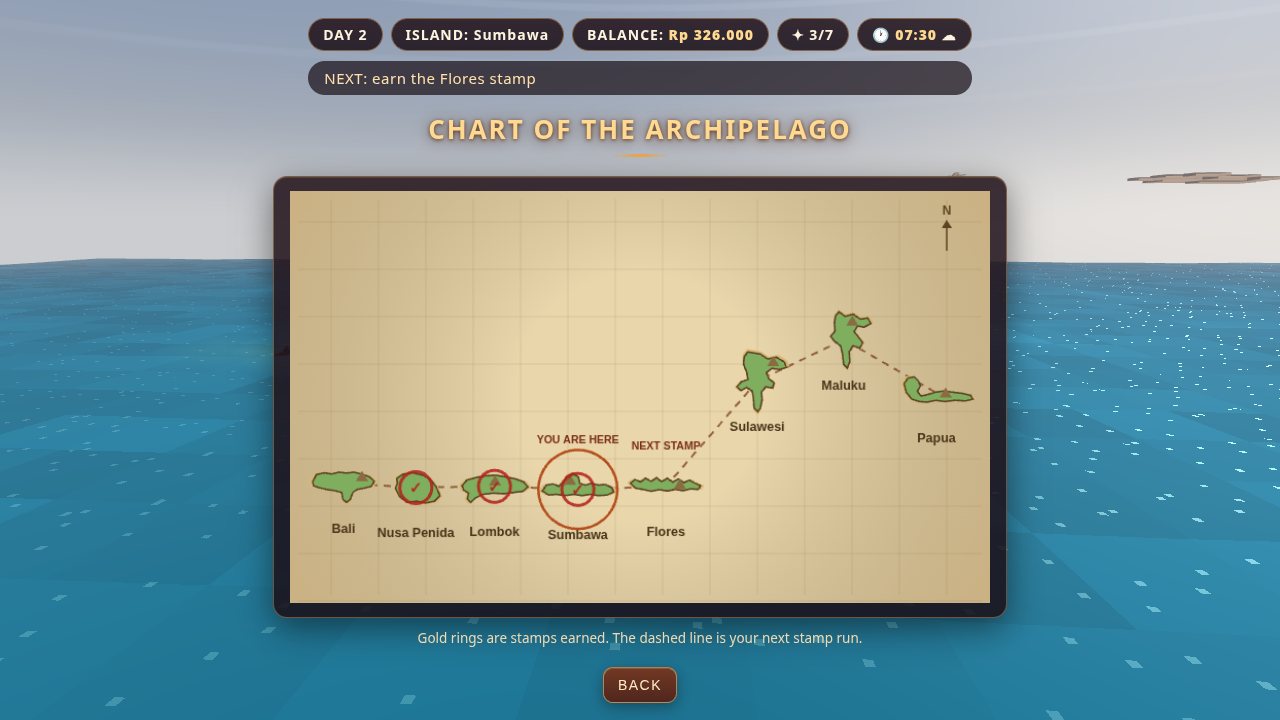 DAY 2
ISLAND: Sumbawa
BALANCE: Rp 326.000
✦ 3/7
🕐 07:30 ☁
NEXT: earn the Flores stamp
CHART OF THE ARCHIPELAGO
N
Maluku
Sulawesi
Papua
YOU ARE HERE
NEXT STAMP
Bali
Nusa Penida
Lombok
Sumbawa
Flores
Gold rings are stamps earned. The dashed line is your next stamp run.
BACK